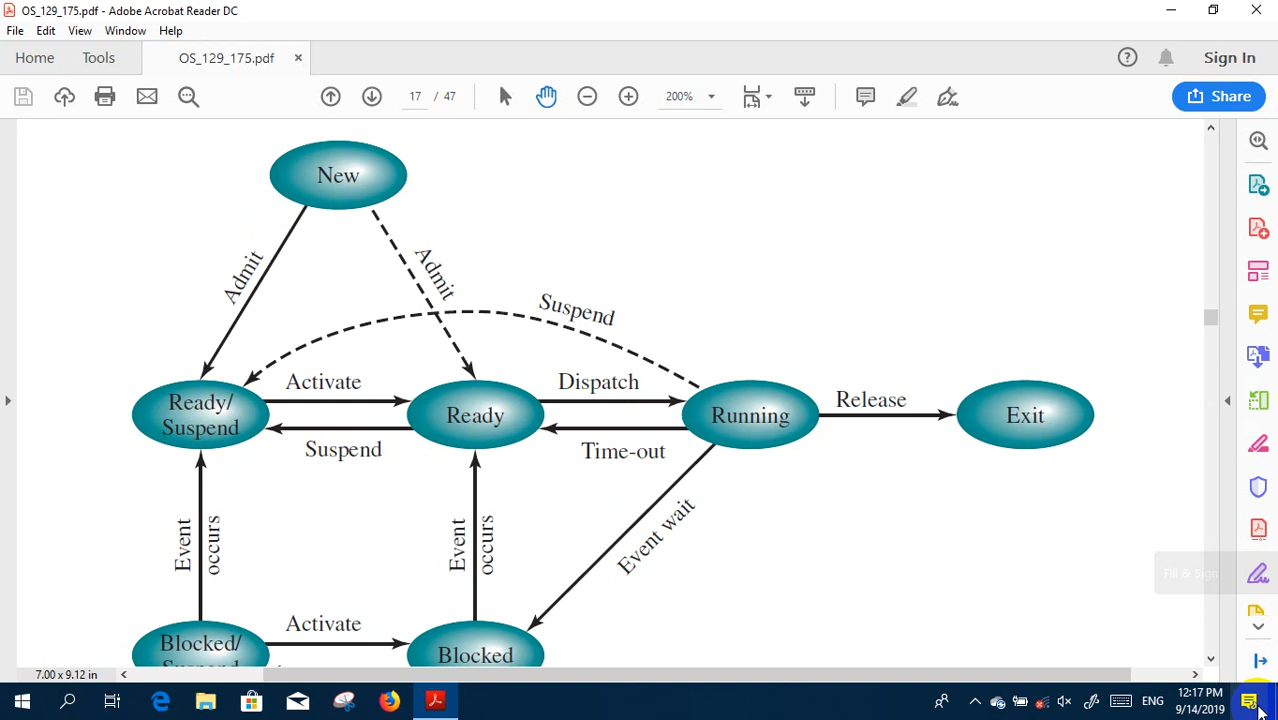 OS_129_175.pdf - Adobe Acrobat Reader DC
File Edit View Window Help
Home Tools OS_129_175.pdf Sign In
17 / 47 200% Share
New
Admit
Admit
Suspend
Activate
Dispatch
Release
Ready/
Suspend
Ready
Running
Exit
Suspend
Time-out
Event
occurs
Event
occurs
Event wait
Fill & Sign
Activate
Blocked/
Suspend
Blocked
7.00 x 9.12 in
ENG
12:17 PM
9/14/2019